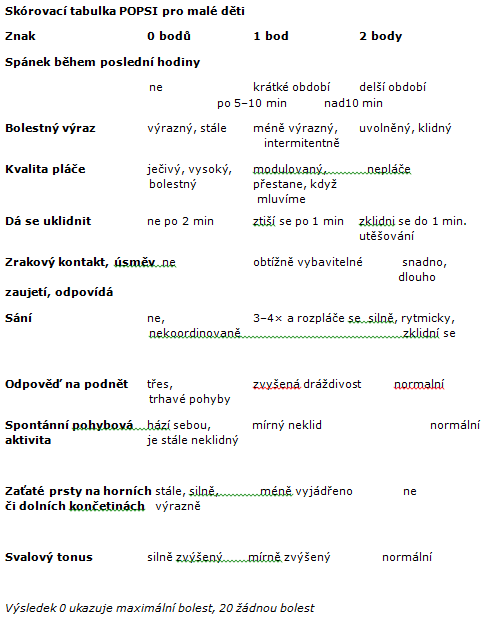 Skórovací tabulka POPSI pro malé děti
Znak 0 bodů 1 bod 2 body
Spánek během poslední hodiny
ne krátké období delší období
po 5–10 min nad10 min
Bolestný výraz výrazný, stále méně výrazný, uvolněný, klidný
intermitentně
Kvalita pláče ječivý, vysoký, modulovaný, nepláče
bolestný přestane, když
mluvíme
Dá se uklidnit ne po 2 min ztiší se po 1 min zklidni se do 1 min.
utěšování
Zrakový kontakt, úsměv ne obtížně vybavitelné snadno,
dlouho
zaujetí, odpovídá
Sání ne, 3–4× a rozpláče se silně, rytmicky,
nekoordinovaně zklidní se
Odpověď na podnět třes, zvyšená dráždivost normalní
trhavé pohyby
Spontánní pohybová hází sebou, mírný neklid normální
aktivita je stále neklidný
Zaťaté prsty na horních stále, silně, méně vyjádřeno ne
či dolních končetinách výrazně
Svalový tonus silně zvýšený mírně zvýšený normální
Výsledek 0 ukazuje maximální bolest, 20 žádnou bolest